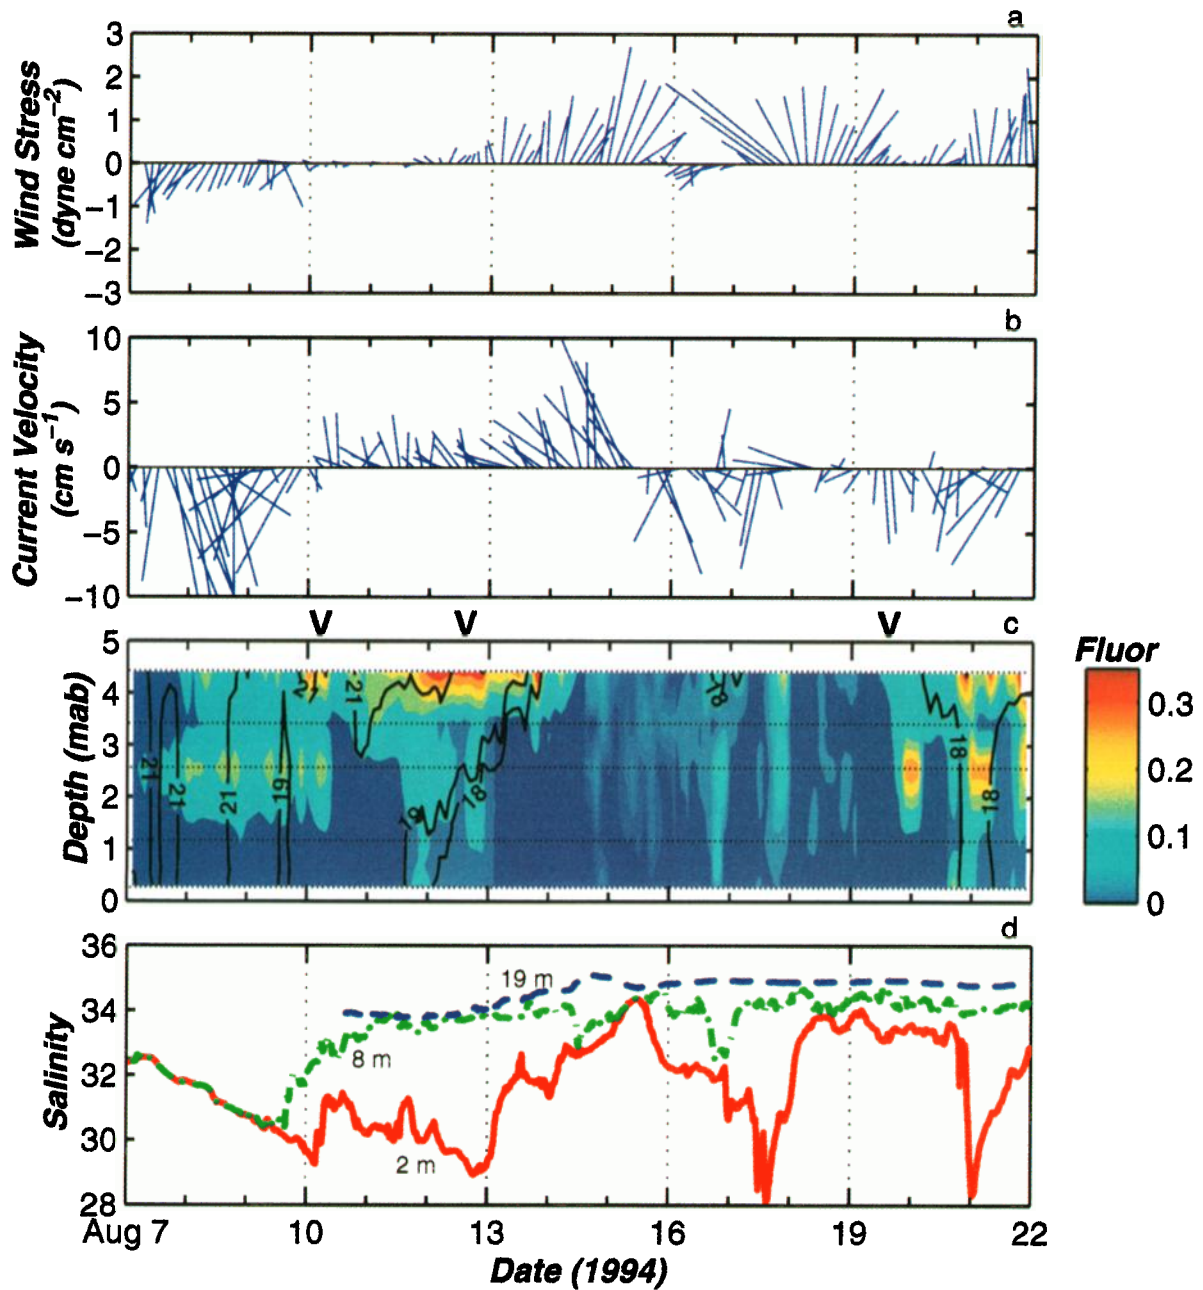 a
3
2
1
0
−1
−2
−3
Wind Stress
(dyne cm−2)
b
10
5
0
−5
−10
Current Velocity
(cm s−1)
V V V
c
5
4
3
2
1
0
Depth (mab)
21
21
21
19
21
19
18
18
18
18
Fluor
0.3
0.2
0.1
0
d
36
34
32
30
28
Salinity
19 m
8 m
2 m
Aug 7 10 13 16 19 22
Date (1994)